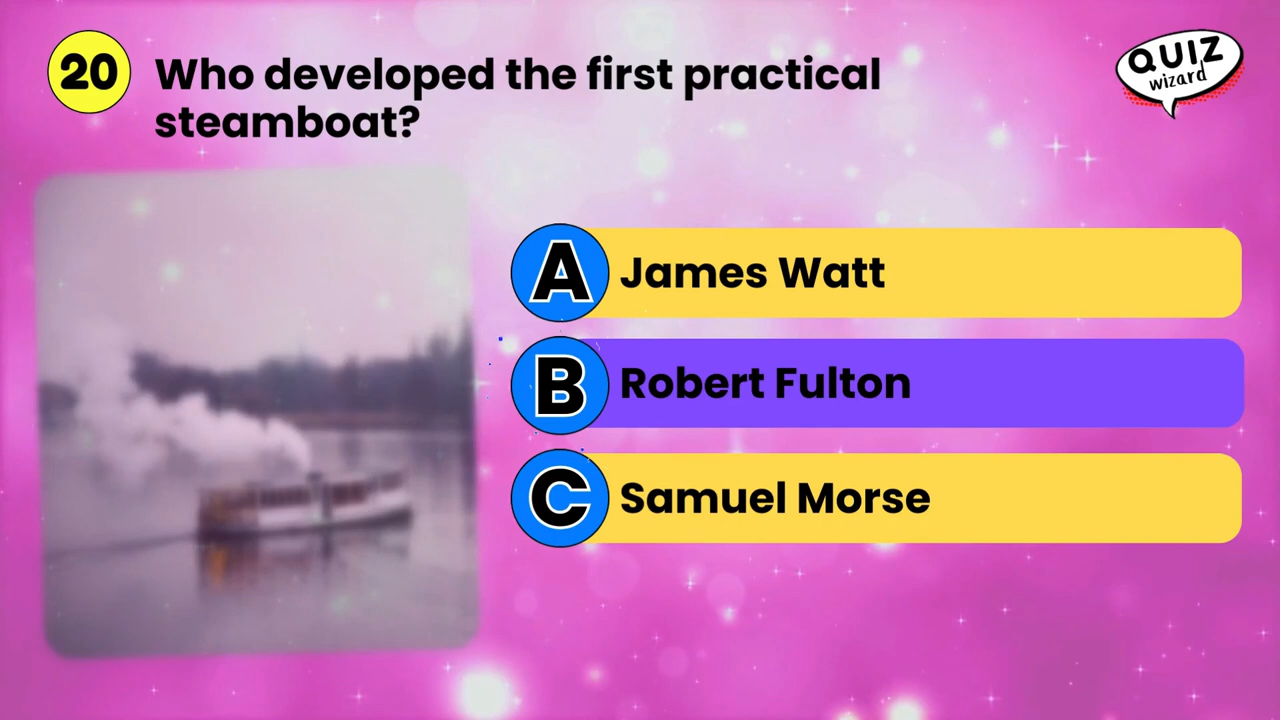 20
Who developed the first practical
steamboat?
QUIZ
wizard
A
James Watt
B
Robert Fulton
C
Samuel Morse